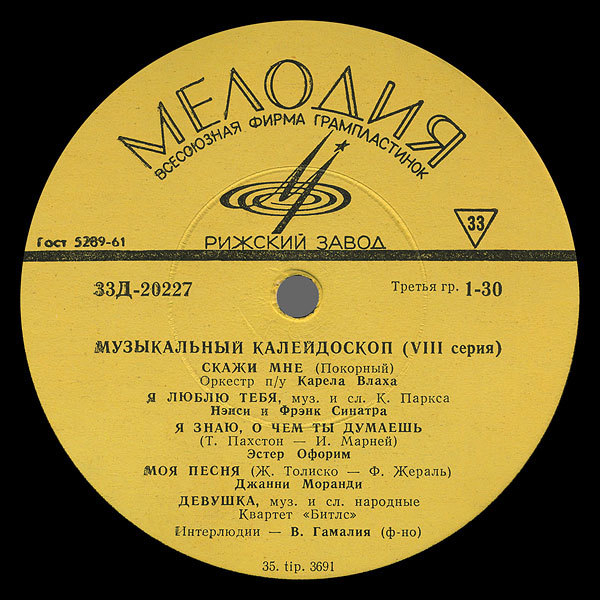 МЕЛОДИЯ
ВСЕСОЮЗНАЯ ФИРМА ГРАМПЛАСТИНОК
РИЖСКИЙ ЗАВОД
Гост 5289-61
33
33Д-20227
Третья гр. 1-30
МУЗЫКАЛЬНЫЙ КАЛЕЙДОСКОП (VIII серия)
СКАЖИ МНЕ (Покорный)
Оркестр п/у Карела Влаха
Я ЛЮБЛЮ ТЕБЯ, муз. и сл. К. Паркса
Нэнси и Фрэнк Синатра
Я ЗНАЮ, О ЧЕМ ТЫ ДУМАЕШЬ
(Т. Пахстон — И. Марней)
Эстер Офорим
МОЯ ПЕСНЯ (Ж. Толиско — Ф. Жераль)
Джанни Моранди
ДЕВУШКА, муз. и сл. народные
Квартет «Битлс»
Интерлюдии — В. Гамалия (ф-но)
35. tip. 3691